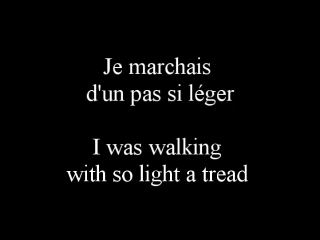 Je marchais
d'un pas si léger
I was walking
with so light a tread